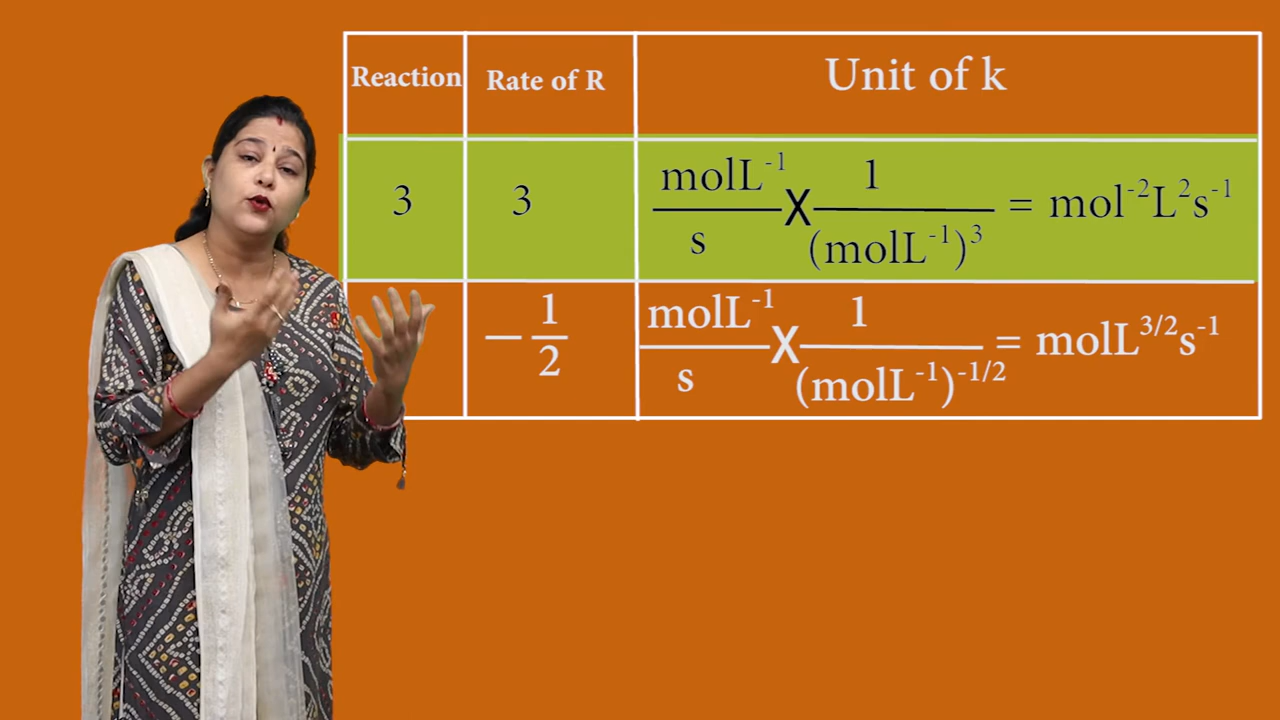 Reaction Rate of R Unit of k
3 3 molL⁻¹/s X 1/(molL⁻¹)³ = mol⁻²L²s⁻¹
−1/2 molL⁻¹/s X 1/(molL⁻¹)⁻¹/² = molL³/²s⁻¹